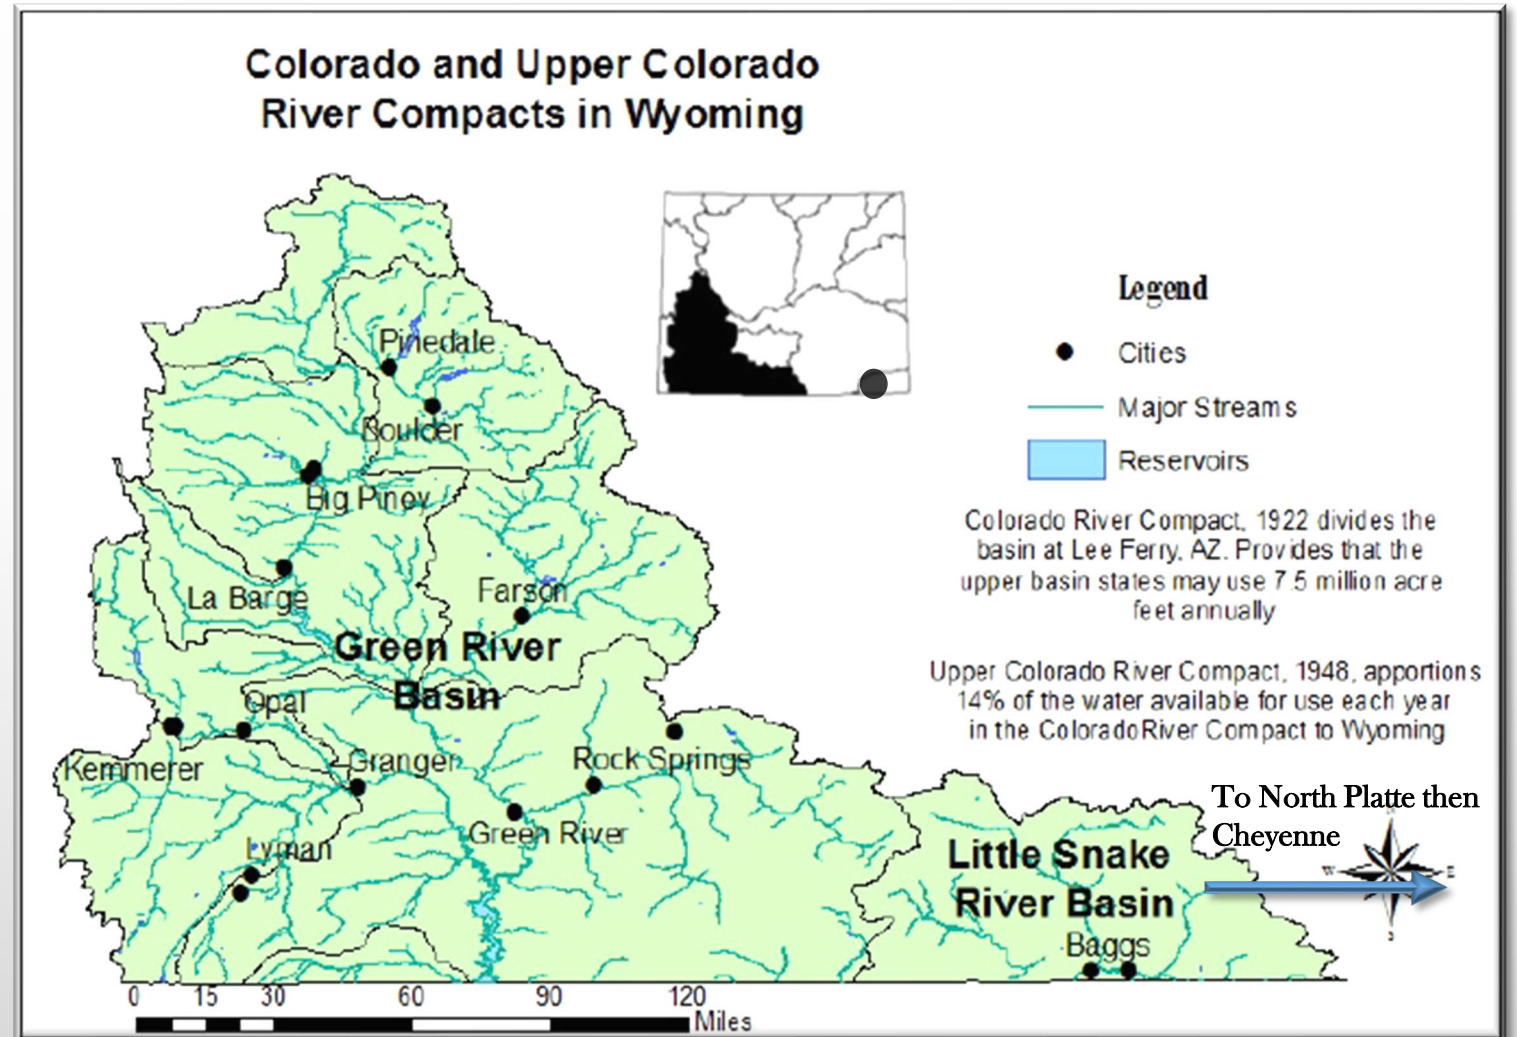 Colorado and Upper Colorado
River Compacts in Wyoming
Legend
Cities
Major Streams
Reservoirs
Colorado River Compact, 1922 divides the
basin at Lee Ferry, AZ. Provides that the
upper basin states may use 7.5 million acre
feet annually
Upper Colorado River Compact, 1948, apportions
14% of the water available for use each year
in the ColoradoRiver Compact to Wyoming
To North Platte then
Cheyenne
W E
S
Pinedale
Boulder
Big Piney
La Barge
Farson
Green River
Basin
Opal
Kemmerer
Granger
Rock Springs
Green River
Lyman
Little Snake
River Basin
Baggs
0 15 30 60 90 120
Miles